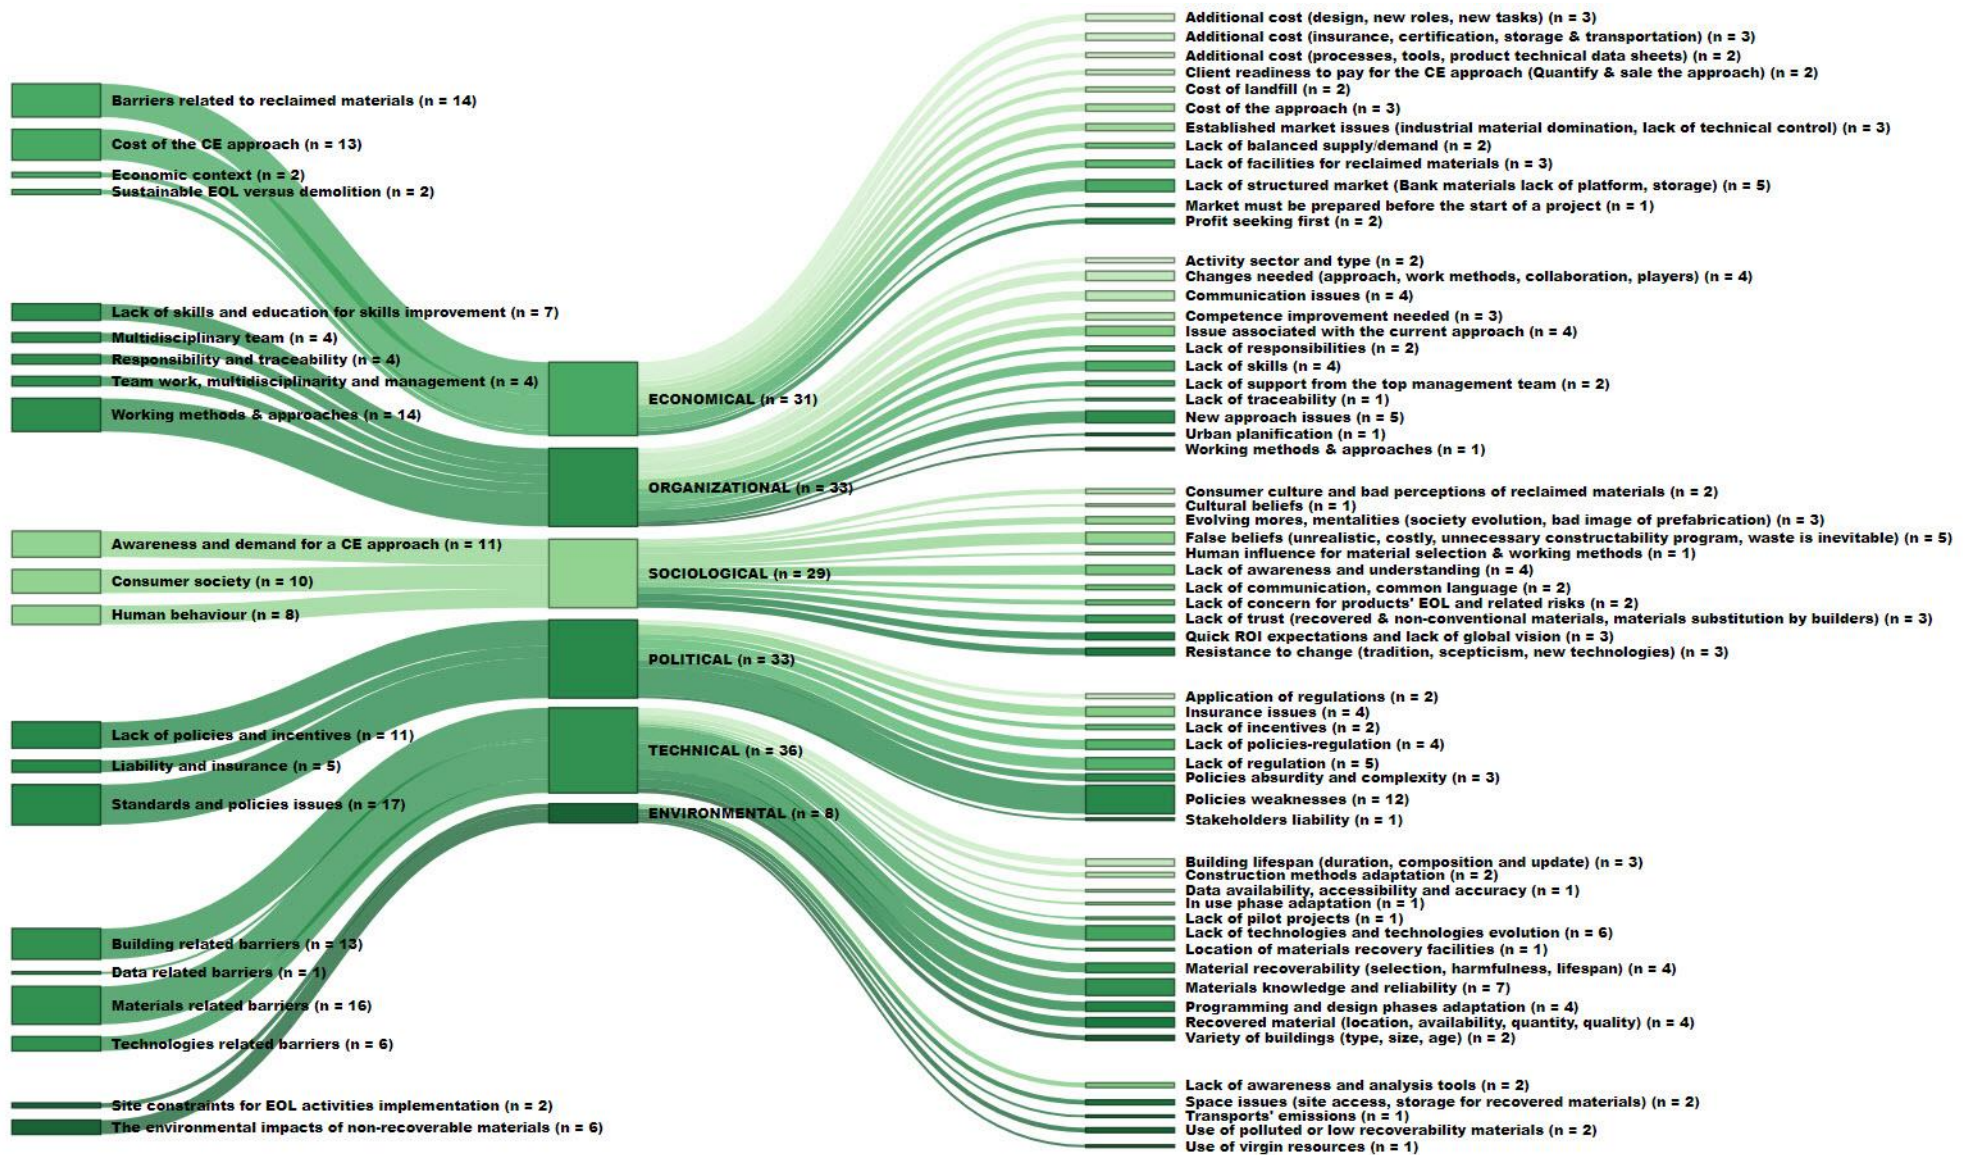 Barriers related to reclaimed materials (n = 14)
Cost of the CE approach (n = 13)
Economic context (n = 2)
Sustainable EOL versus demolition (n = 2)
Lack of skills and education for skills improvement (n = 7)
Multidisciplinary team (n = 4)
Responsibility and traceability (n = 4)
Team work, multidisciplinarity and management (n = 4)
Working methods & approaches (n = 14)
Awareness and demand for a CE approach (n = 11)
Consumer society (n = 10)
Human behaviour (n = 8)
Lack of policies and incentives (n = 11)
Liability and insurance (n = 5)
Standards and policies issues (n = 17)
Building related barriers (n = 13)
Data related barriers (n = 1)
Materials related barriers (n = 16)
Technologies related barriers (n = 6)
Site constraints for EOL activities implementation (n = 2)
The environmental impacts of non-recoverable materials (n = 6)
ECONOMICAL (n = 31)
ORGANIZATIONAL (n = 33)
SOCIOLOGICAL (n = 29)
POLITICAL (n = 33)
TECHNICAL (n = 36)
ENVIRONMENTAL (n = 8)
Additional cost (design, new roles, new tasks) (n = 3)
Additional cost (insurance, certification, storage & transportation) (n = 3)
Additional cost (processes, tools, product technical data sheets) (n = 2)
Client readiness to pay for the CE approach (Quantify & sale the approach) (n = 2)
Cost of landfill (n = 2)
Cost of the approach (n = 3)
Established market issues (industrial material domination, lack of technical control) (n = 3)
Lack of balanced supply/demand (n = 2)
Lack of facilities for reclaimed materials (n = 3)
Lack of structured market (Bank materials lack of platform, storage) (n = 5)
Market must be prepared before the start of a project (n = 1)
Profit seeking first (n = 2)
Activity sector and type (n = 2)
Changes needed (approach, work methods, collaboration, players) (n = 4)
Communication issues (n = 4)
Competence improvement needed (n = 3)
Issue associated with the current approach (n = 4)
Lack of responsibilities (n = 2)
Lack of skills (n = 4)
Lack of support from the top management team (n = 2)
Lack of traceability (n = 1)
New approach issues (n = 5)
Urban planification (n = 1)
Working methods & approaches (n = 1)
Consumer culture and bad perceptions of reclaimed materials (n = 2)
Cultural beliefs (n = 1)
Evolving mores, mentalities (society evolution, bad image of prefabrication) (n = 3)
False beliefs (unrealistic, costly, unnecessary constructability program, waste is inevitable) (n = 5)
Human influence for material selection & working methods (n = 1)
Lack of awareness and understanding (n = 4)
Lack of communication, common language (n = 2)
Lack of concern for products' EOL and related risks (n = 2)
Lack of trust (recovered & non-conventional materials, materials substitution by builders) (n = 3)
Quick ROI expectations and lack of global vision (n = 3)
Resistance to change (tradition, scepticism, new technologies) (n = 3)
Application of regulations (n = 2)
Insurance issues (n = 4)
Lack of incentives (n = 2)
Lack of policies-regulation (n = 4)
Lack of regulation (n = 5)
Policies absurdity and complexity (n = 3)
Policies weaknesses (n = 12)
Stakeholders liability (n = 1)
Building lifespan (duration, composition and update) (n = 3)
Construction methods adaptation (n = 2)
Data availability, accessibility and accuracy (n = 1)
In use phase adaptation (n = 1)
Lack of pilot projects (n = 1)
Lack of technologies and technologies evolution (n = 6)
Location of materials recovery facilities (n = 1)
Material recoverability (selection, harmfulness, lifespan) (n = 4)
Materials knowledge and reliability (n = 7)
Programming and design phases adaptation (n = 4)
Recovered material (location, availability, quantity, quality) (n = 4)
Variety of buildings (type, size, age) (n = 2)
Lack of awareness and analysis tools (n = 2)
Space issues (site access, storage for recovered materials) (n = 2)
Transports' emissions (n = 1)
Use of polluted or low recoverability materials (n = 2)
Use of virgin resources (n = 1)